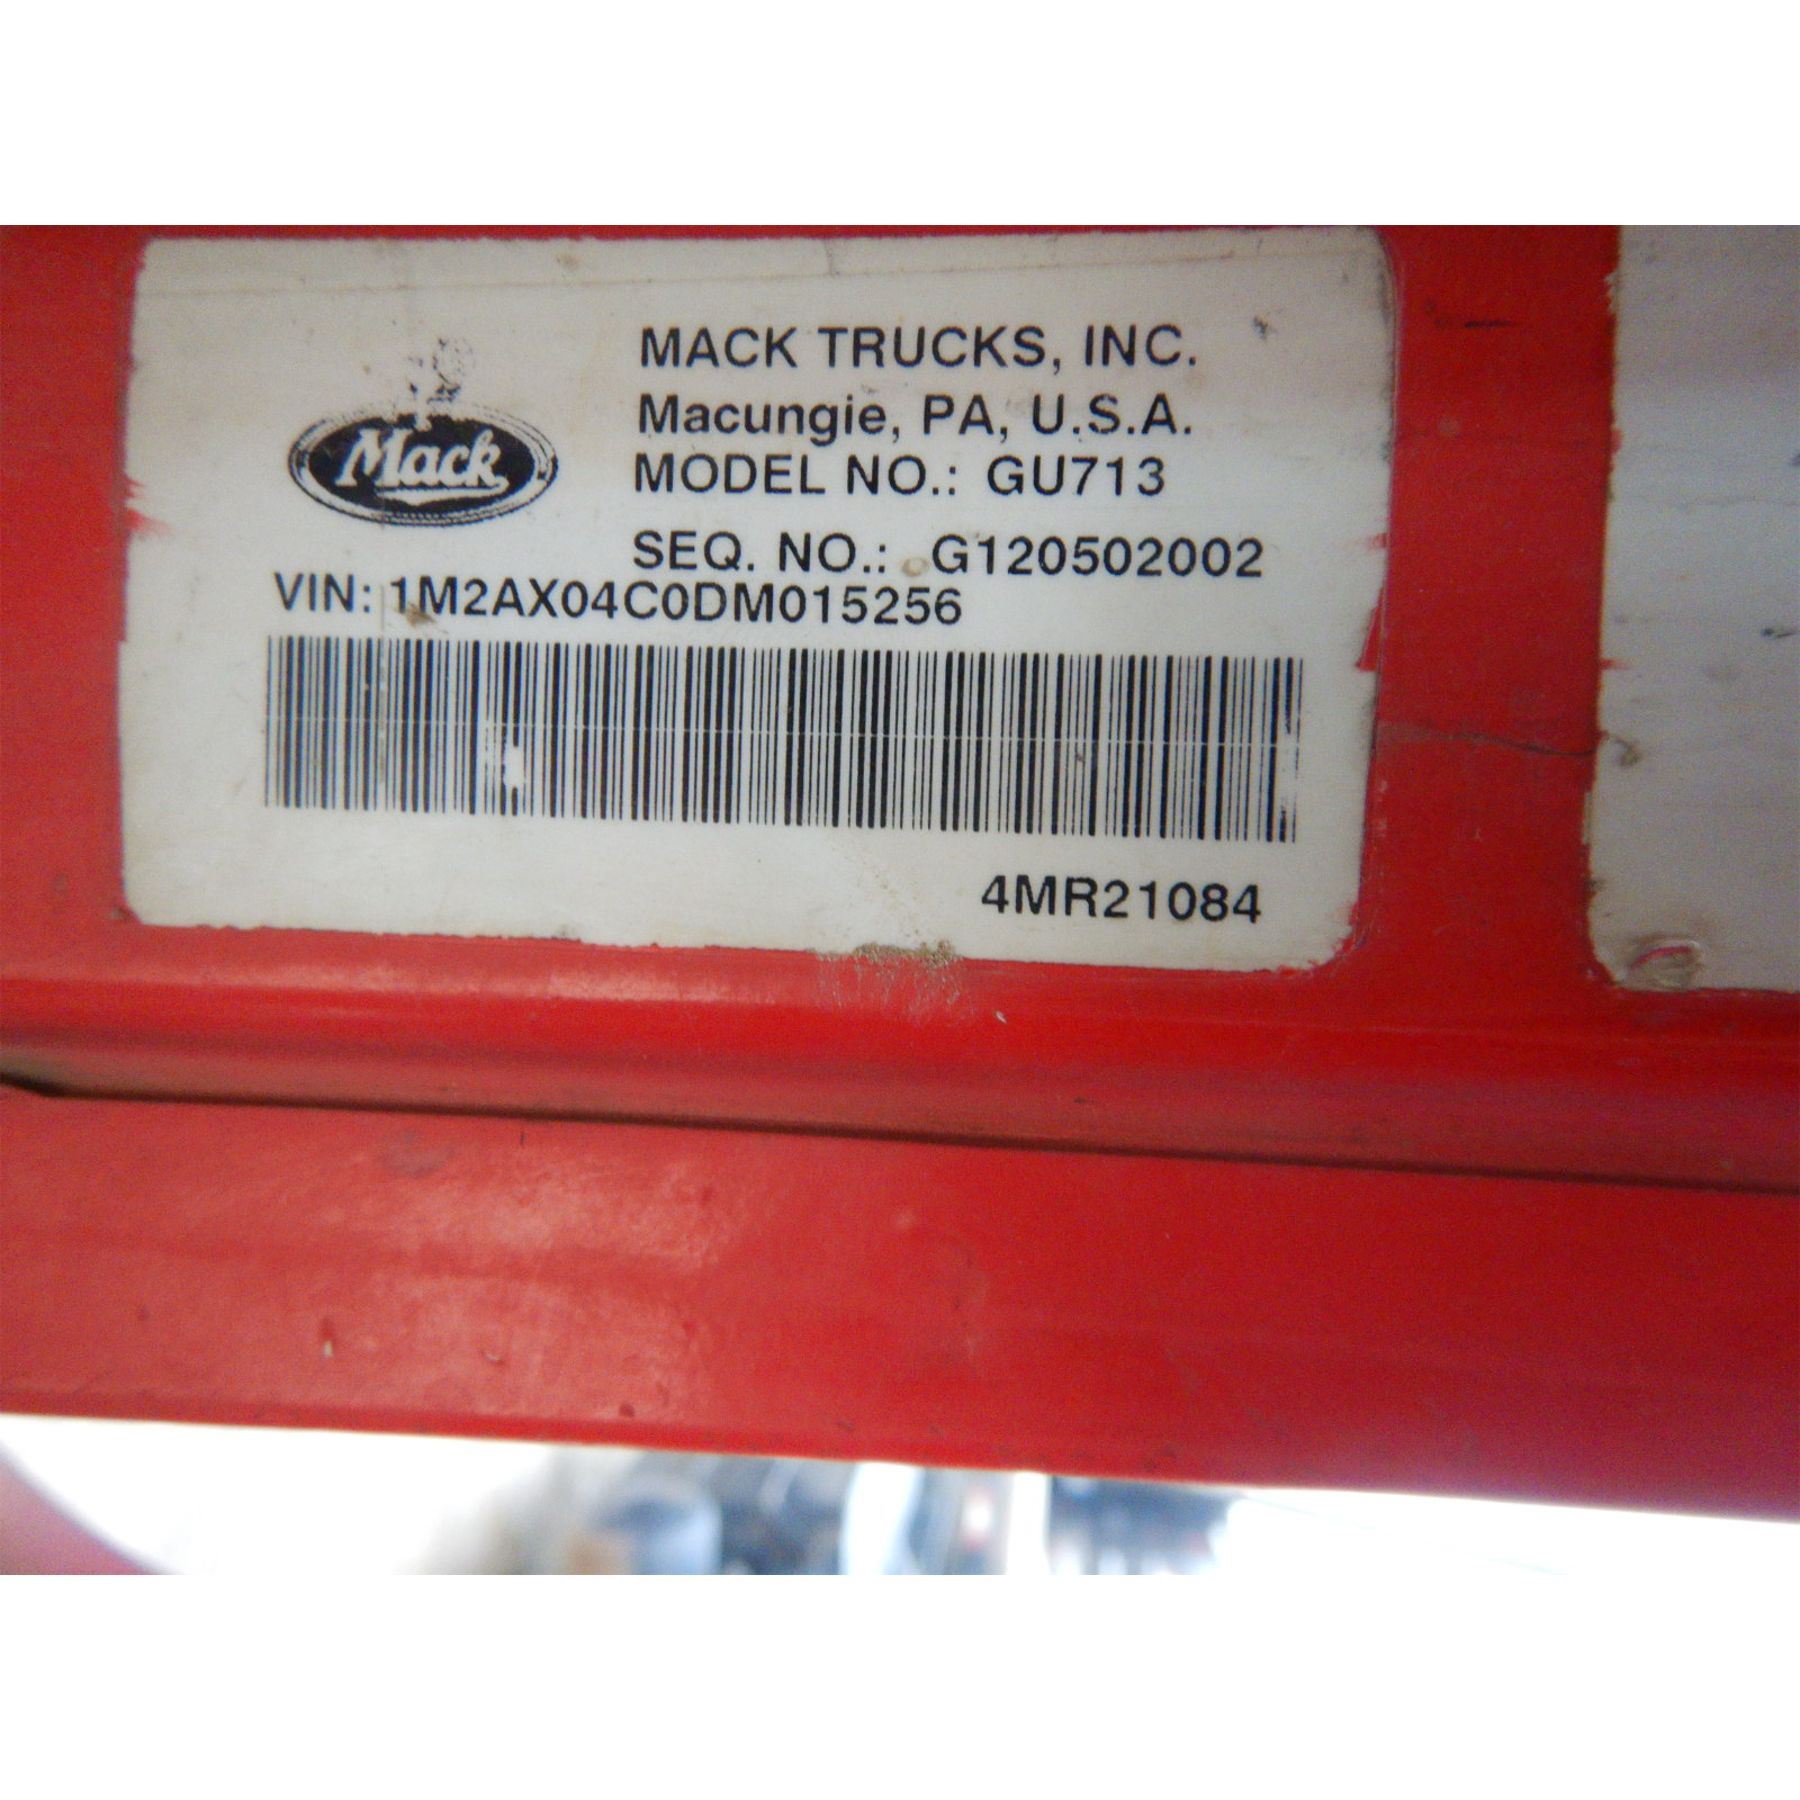 Mack
MACK TRUCKS, INC.
Macungie, PA, U.S.A.
MODEL NO.: GU713
SEQ. NO.: G120502002
VIN: 1M2AX04C0DM015256
4MR21084